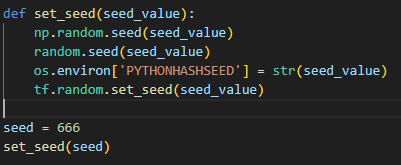 def set_seed(seed_value):
    np.random.seed(seed_value)
    random.seed(seed_value)
    os.environ['PYTHONHASHSEED'] = str(seed_value)
    tf.random.set_seed(seed_value)
seed = 666
set_seed(seed)